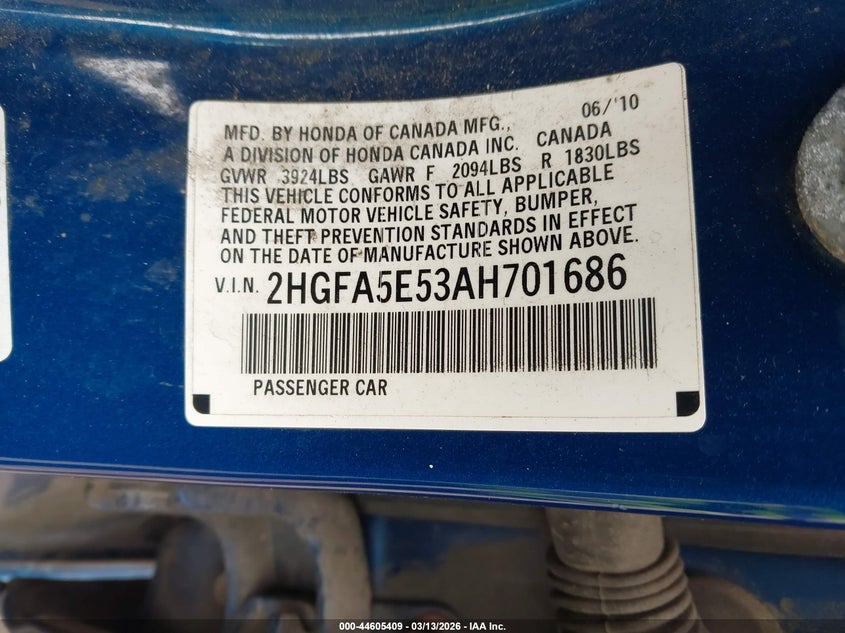 06/'10
MFD. BY HONDA OF CANADA MFG.,
A DIVISION OF HONDA CANADA INC. CANADA
GVWR 3924LBS GAWR F 2094LBS R 1830LBS
THIS VEHICLE CONFORMS TO ALL APPLICABLE
FEDERAL MOTOR VEHICLE SAFETY, BUMPER,
AND THEFT PREVENTION STANDARDS IN EFFECT
ON THE DATE OF MANUFACTURE SHOWN ABOVE.
V.I.N. 2HGFA5E53AH701686
PASSENGER CAR
000-44605409 | 03/13/2026 - IAA Inc.